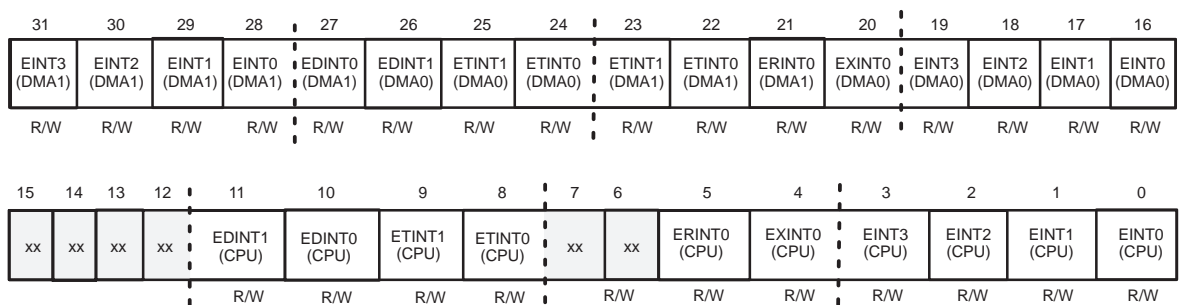 31 30 29 28 27 26 25 24 23 22 21 20 19 18 17 16
EINT3 EINT2 EINT1 EINT0 EDINT0 EDINT1 ETINT1 ETINT0 ETINT1 ETINT0 ERINT0 EXINT0 EINT3 EINT2 EINT1 EINT0
(DMA1) (DMA1) (DMA1) (DMA1) (DMA1) (DMA0) (DMA0) (DMA0) (DMA1) (DMA1) (DMA1) (DMA0) (DMA0) (DMA0) (DMA0) (DMA0)
R/W R/W R/W R/W R/W R/W R/W R/W R/W R/W R/W R/W R/W R/W R/W R/W
15 14 13 12 11 10 9 8 7 6 5 4 3 2 1 0
xx xx xx xx EDINT1 EDINT0 ETINT1 ETINT0 xx xx ERINT0 EXINT0 EINT3 EINT2 EINT1 EINT0
(CPU) (CPU) (CPU) (CPU) (CPU) (CPU) (CPU) (CPU) (CPU) (CPU)
R/W R/W R/W R/W R/W R/W R/W R/W R/W R/W